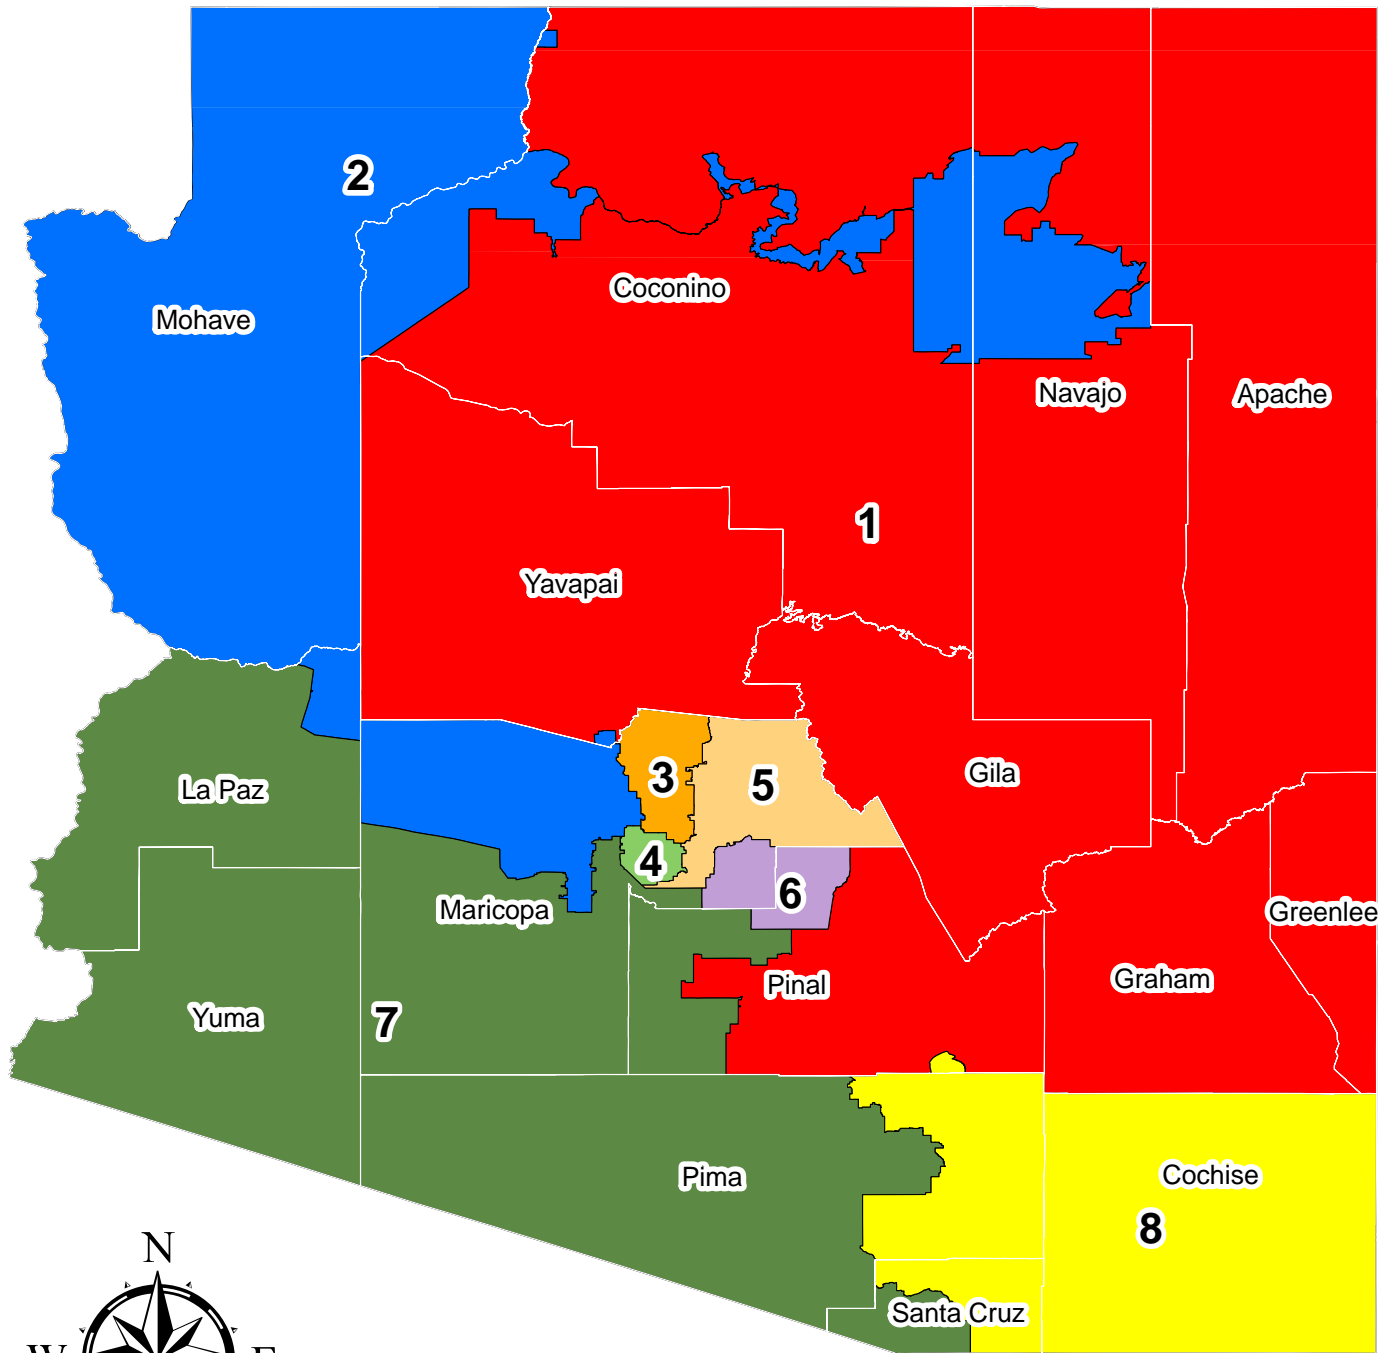 2
Coconino
Mohave
Navajo
Apache
1
Yavapai
3
5
Gila
La Paz
4
6
Maricopa
Greenlee
Pinal
Graham
Yuma
7
Pima
Cochise
8
N
Santa Cruz
W E